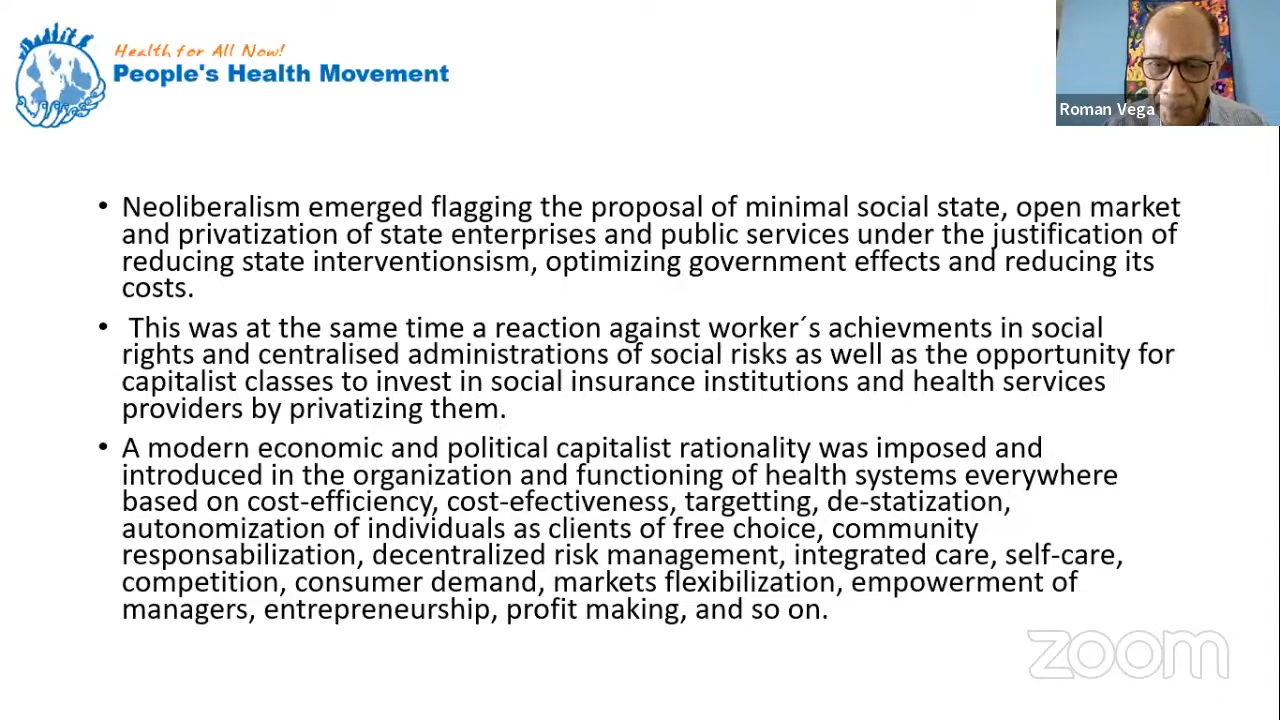 Health for All Now!
People's Health Movement
Roman Vega
• Neoliberalism emerged flagging the proposal of minimal social state, open market
and privatization of state enterprises and public services under the justification of
reducing state interventionsism, optimizing government effects and reducing its
costs.
• This was at the same time a reaction against worker´s achievments in social
rights and centralised administrations of social risks as well as the opportunity for
capitalist classes to invest in social insurance institutions and health services
providers by privatizing them.
• A modern economic and political capitalist rationality was imposed and
introduced in the organization and functioning of health systems everywhere
based on cost-efficiency, cost-efectiveness, targetting, de-statization,
autonomization of individuals as clients of free choice, community
responsabilization, decentralized risk management, integrated care, self-care,
competition, consumer demand, markets flexibilization, empowerment of
managers, entrepreneurship, profit making, and so on.
zoom